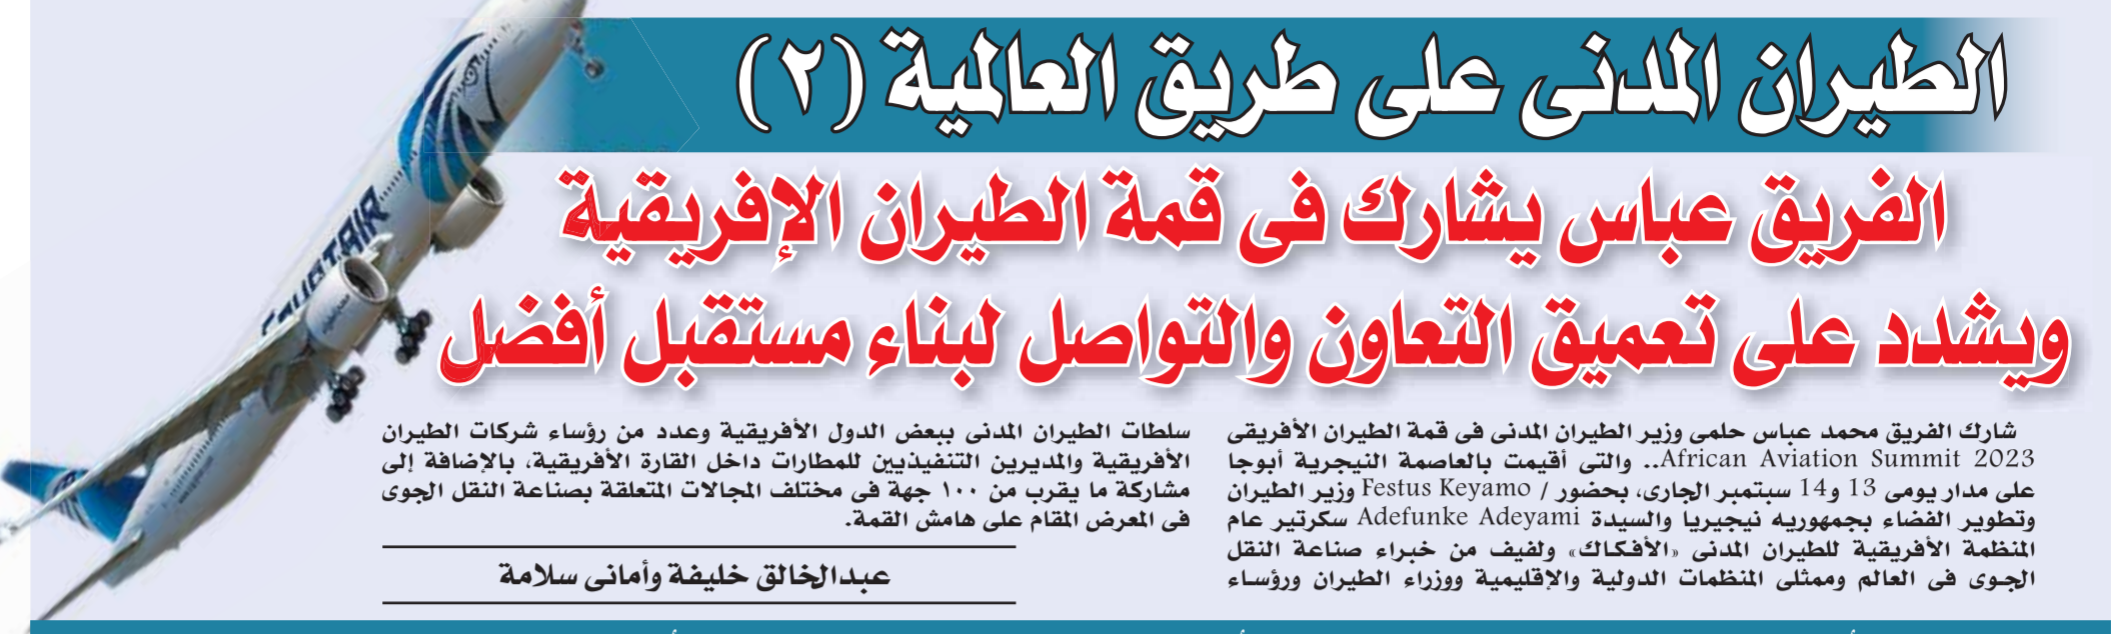 الطيران المدنى على طريق العالمية (٢)
الفريق عباس يشارك فى قمة الطيران الإفريقية
ويشدد على تعميق التعاون والتواصل لبناء مستقبل أفضل
شارك الفريق محمد عباس حلمى وزير الطيران المدنى فى قمة الطيران الأفريقى
African Aviation Summit 2023.. والتى أقيمت بالعاصمة النيجرية أبوجا
على مدار يومى 13 و14 سبتمبر الجارى، بحضور / Festus Keyamo وزير الطيران
وتطوير الفضاء بجمهوريه نيجيريا والسيدة Adefunke Adeyami سكرتير عام
المنظمة الأفريقية للطيران المدنى «الأفكاك» ولفيف من خبراء صناعة النقل
الجوى فى العالم وممثلى المنظمات الدولية والإقليمية ووزراء الطيران ورؤساء
سلطات الطيران المدنى ببعض الدول الأفريقية وعدد من رؤساء شركات الطيران
الأفريقية والمديرين التنفيذيين للمطارات داخل القارة الأفريقية، بالإضافة إلى
مشاركة ما يقرب من ١٠٠ جهة فى مختلف المجالات المتعلقة بصناعة النقل الجوى
فى المعرض المقام على هامش القمة.
عبدالخالق خليفة وأمانى سلامة
EGYPTAIR